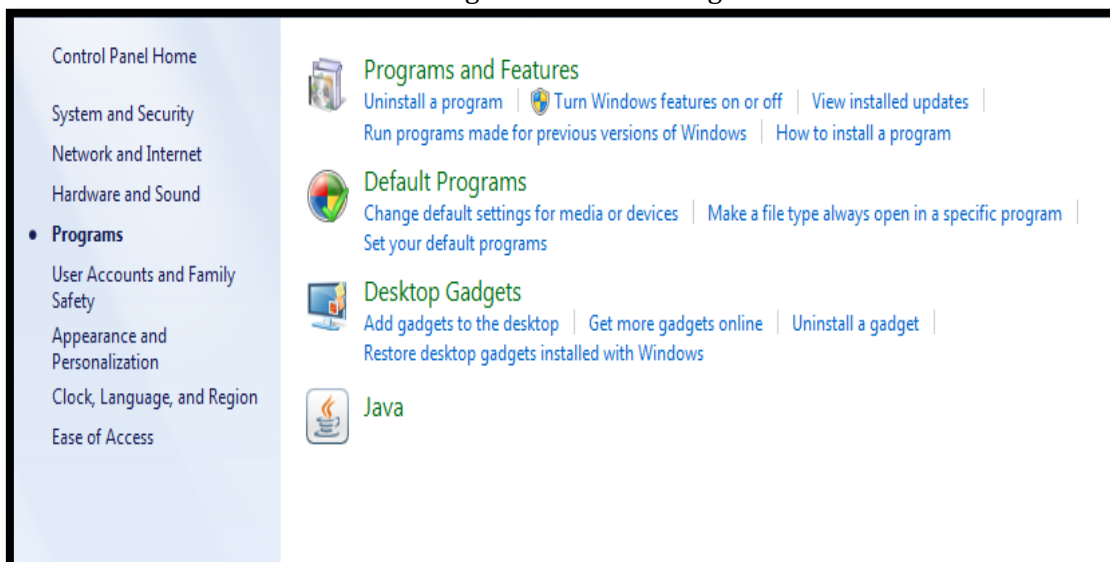 Control Panel Home
System and Security
Network and Internet
Hardware and Sound
Programs
User Accounts and Family
Safety
Appearance and
Personalization
Clock, Language, and Region
Ease of Access
Programs and Features
Uninstall a program
Turn Windows features on or off
View installed updates
Run programs made for previous versions of Windows
How to install a program
Default Programs
Change default settings for media or devices
Make a file type always open in a specific program
Set your default programs
Desktop Gadgets
Add gadgets to the desktop
Get more gadgets online
Uninstall a gadget
Restore desktop gadgets installed with Windows
Java